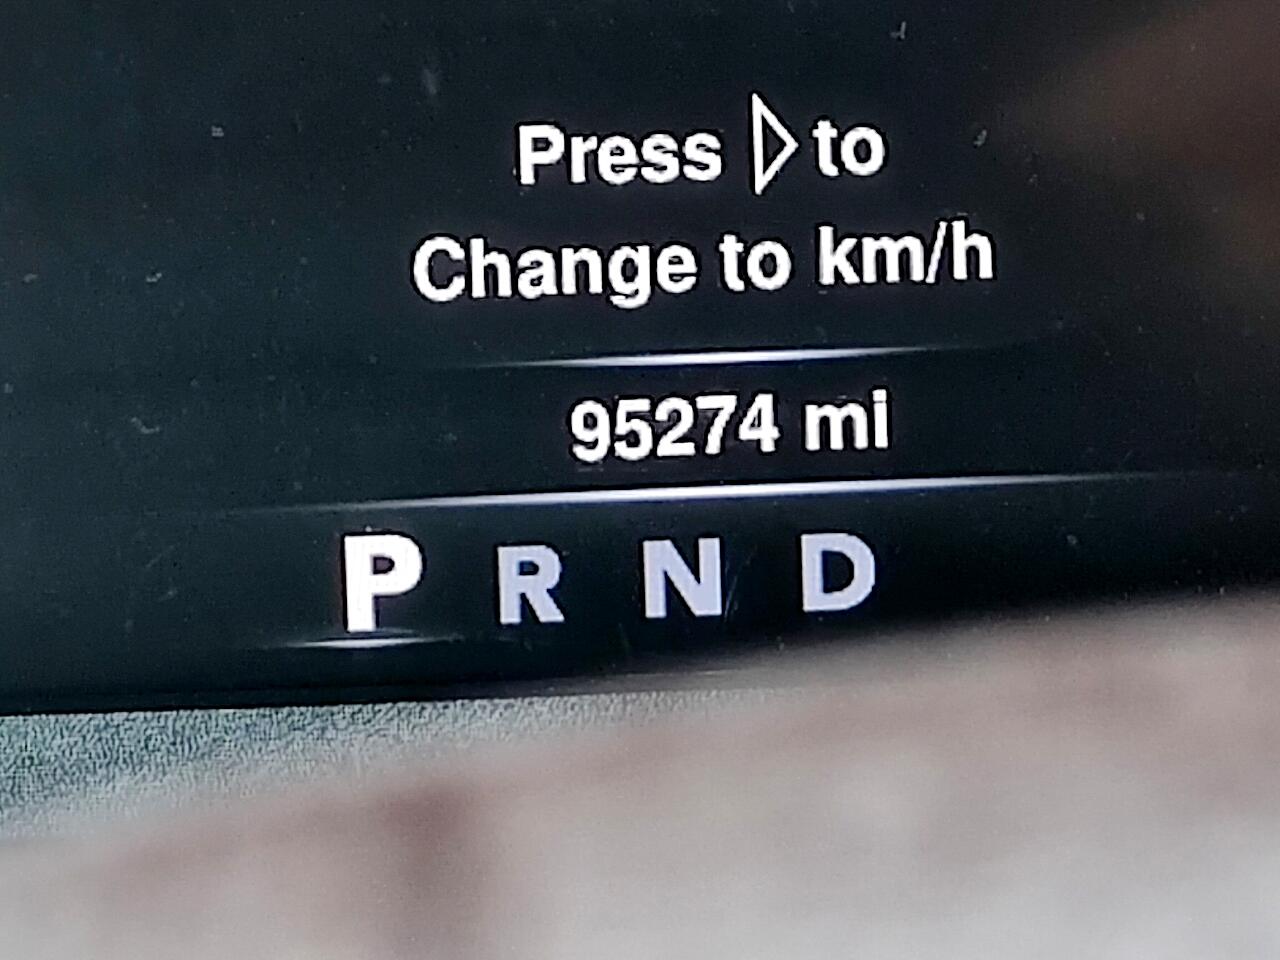 Press ▷ to
Change to km/h
95274 mi
P R N D